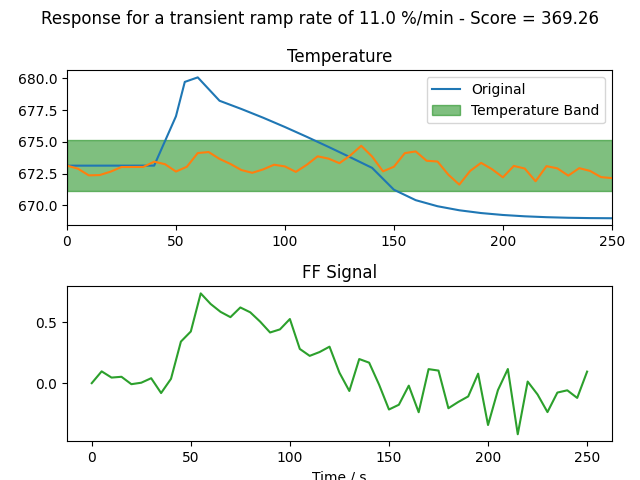 Response for a transient ramp rate of 11.0 %/min - Score = 369.26
Temperature
680.0
677.5
675.0
672.5
670.0
Original
Temperature Band
0 50 100 150 200 250
FF Signal
0.5
0.0
0 50 100 150 200 250
Time / s